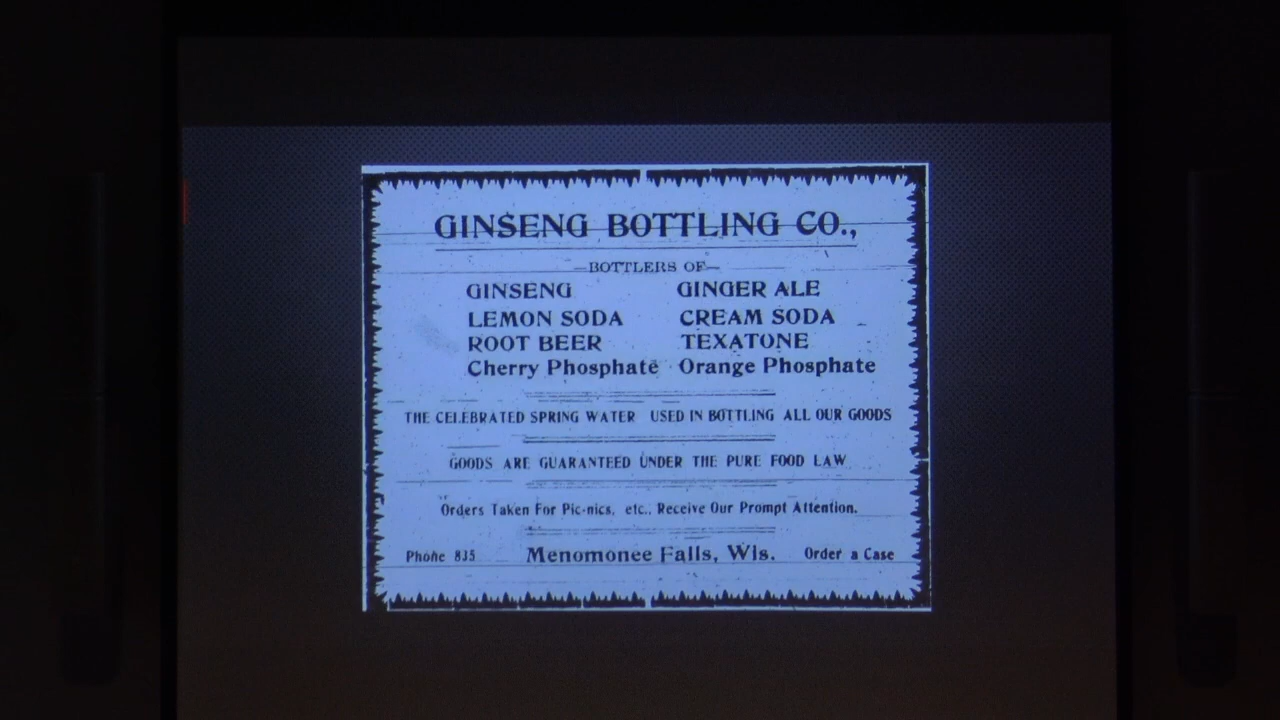 GINSENG BOTTLING CO.,
—BOTTLERS OF—
GINSENG GINGER ALE
LEMON SODA CREAM SODA
ROOT BEER TEXATONE
Cherry Phosphate Orange Phosphate
THE CELEBRATED SPRING WATER USED IN BOTTLING ALL OUR GOODS
GOODS ARE GUARANTEED UNDER THE PURE FOOD LAW
Orders Taken For Pic-nics, etc., Receive Our Prompt Attention.
Phone 835 Menomonee Falls, Wis. Order a Case